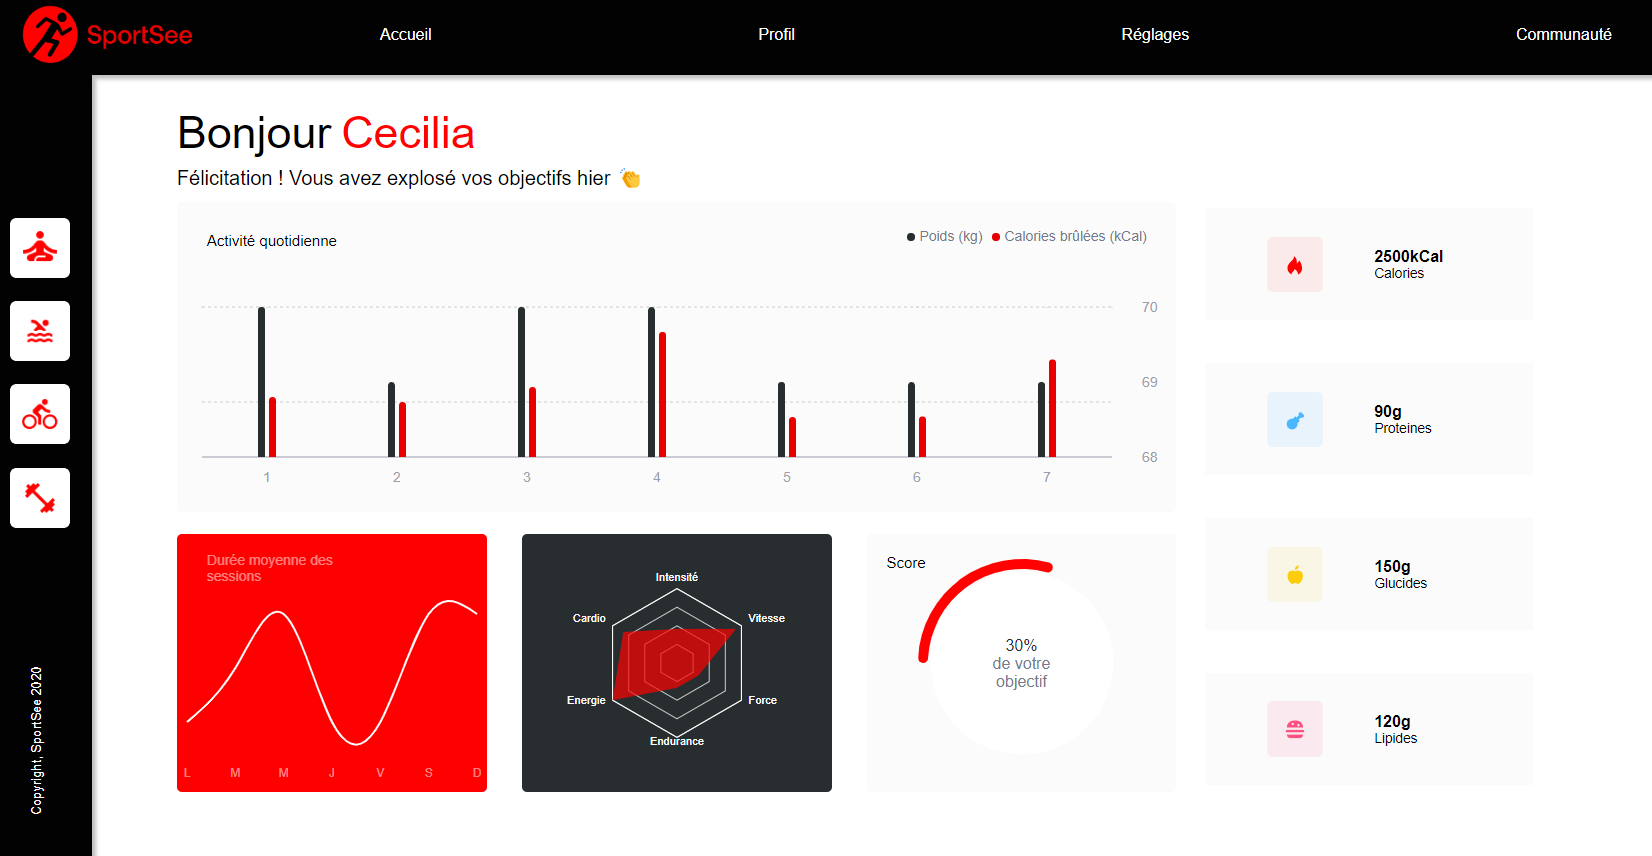 SportSee
Accueil
Profil
Réglages
Communauté
Bonjour Cecilia
Félicitation ! Vous avez explosé vos objectifs hier 👏
Activité quotidienne
Poids (kg)
Calories brûlées (kCal)
70
69
68
1
2
3
4
5
6
7
2500kCal
Calories
90g
Proteines
150g
Glucides
120g
Lipides
Durée moyenne des
sessions
L
M
M
J
V
S
D
Intensité
Vitesse
Force
Endurance
Energie
Cardio
Score
30%
de votre
objectif
Copyright, SportSee 2020